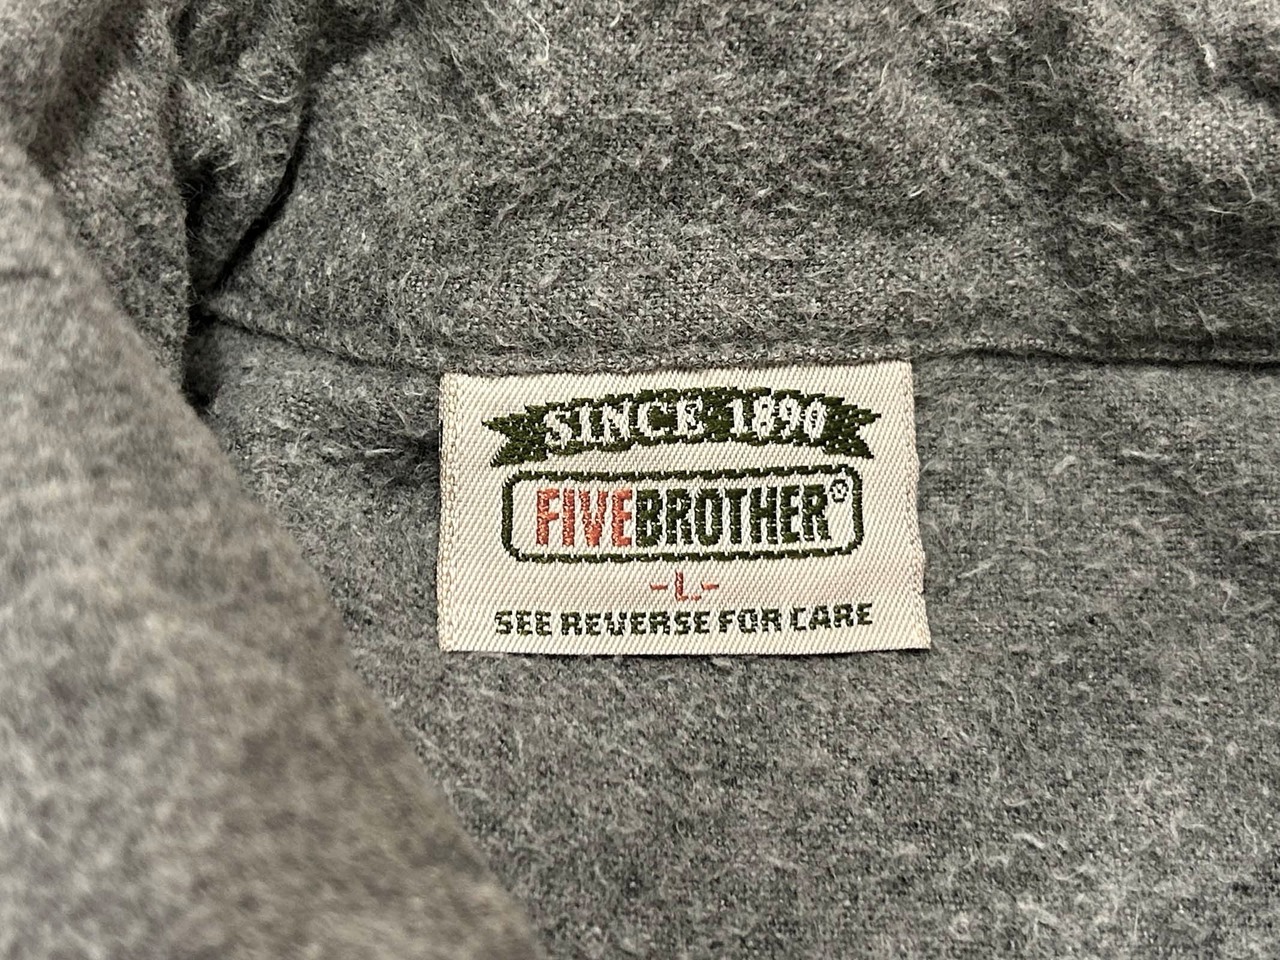 SINCE 1890
FIVEBROTHER®
-L-
SEE REVERSE FOR CARE